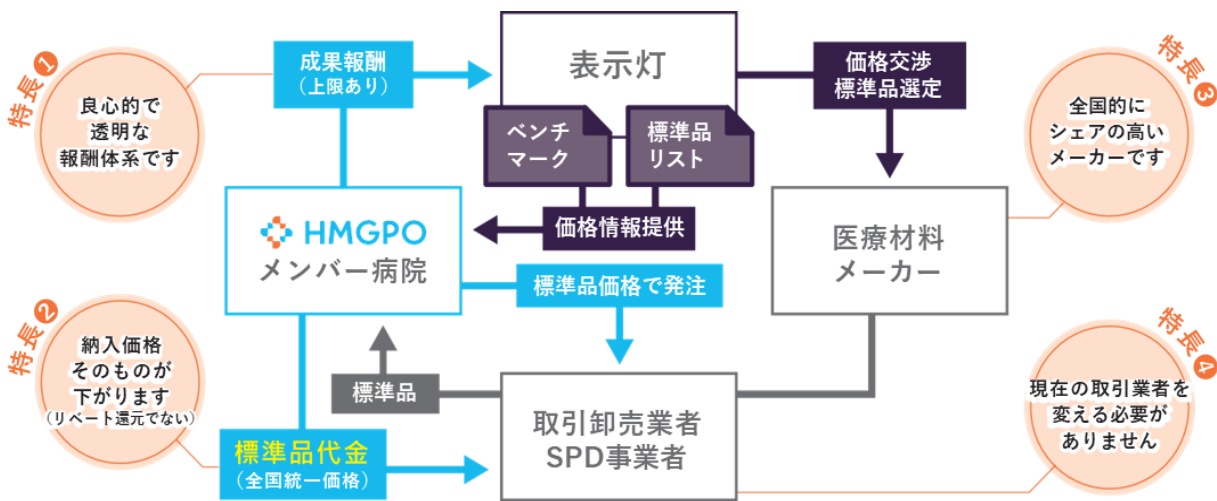 特長❶
良心的で
透明な
報酬体系です
成果報酬
(上限あり)
表示灯
ベンチ
マーク
標準品
リスト
価格情報提供
価格交渉
標準品選定
特長❸
全国的に
シェアの高い
メーカーです
HMGPO
メンバー病院
標準品価格で発注
医療材料
メーカー
特長❷
納入価格
そのものが
下がります
(リベート還元でない)
標準品
標準品代金
(全国統一価格)
取引卸売業者
SPD事業者
特長❹
現在の取引業者を
変える必要が
ありません